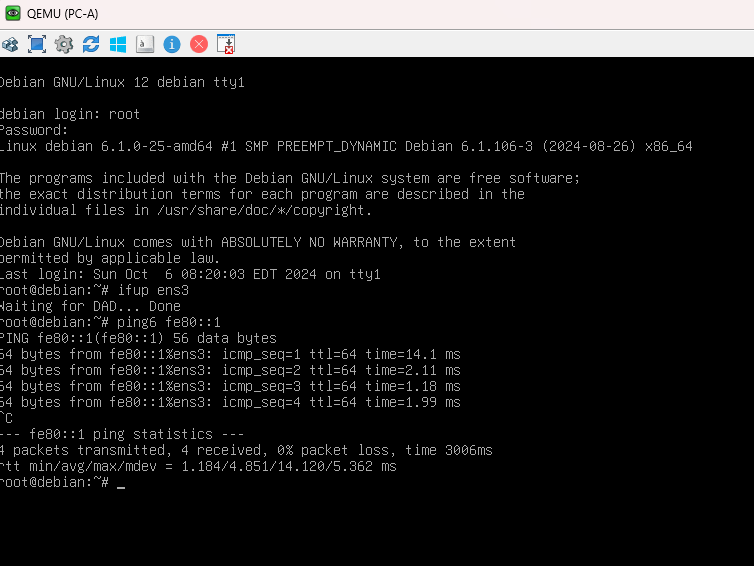 QEMU (PC-A)
Debian GNU/Linux 12 debian tty1
debian login: root
Password:
Linux debian 6.1.0-25-amd64 #1 SMP PREEMPT_DYNAMIC Debian 6.1.106-3 (2024-08-26) x86_64
The programs included with the Debian GNU/Linux system are free software;
the exact distribution terms for each program are described in the
individual files in /usr/share/doc/*/copyright.
Debian GNU/Linux comes with ABSOLUTELY NO WARRANTY, to the extent
permitted by applicable law.
Last login: Sun Oct  6 08:20:03 EDT 2024 on tty1
root@debian:~# ifup ens3
Waiting for DAD... Done
root@debian:~# ping6 fe80::1
PING fe80::1(fe80::1) 56 data bytes
64 bytes from fe80::1%ens3: icmp_seq=1 ttl=64 time=14.1 ms
64 bytes from fe80::1%ens3: icmp_seq=2 ttl=64 time=2.11 ms
64 bytes from fe80::1%ens3: icmp_seq=3 ttl=64 time=1.18 ms
64 bytes from fe80::1%ens3: icmp_seq=4 ttl=64 time=1.99 ms
^C
--- fe80::1 ping statistics ---
4 packets transmitted, 4 received, 0% packet loss, time 3006ms
rtt min/avg/max/mdev = 1.184/4.851/14.120/5.362 ms
root@debian:~# _